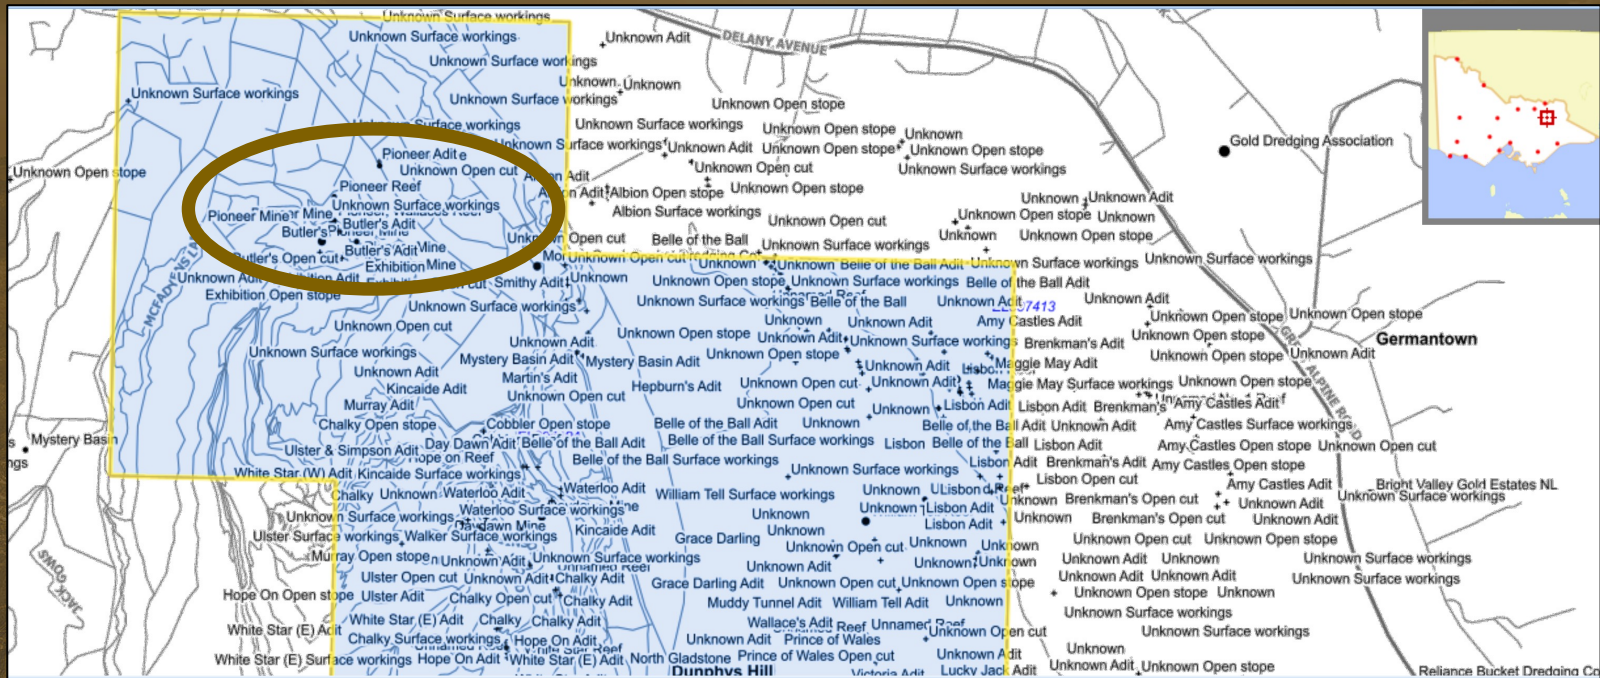 Unknown Surface workings
Unknown Surface workings
Unknown Adit
DELANY AVENUE
Unknown Surface workings
Unknown
Unknown
Unknown Surface workings
Unknown Surface workings
Unknown Open stope
Unknown Surface workings
Unknown Surface workings
Unknown Open stope
Unknown
Gold Dredging Association
Unknown Surface workings
Unknown Adit
Unknown Open stope
Unknown Open stope
Pioneer Adit
Unknown Open cut
Unknown Open cut
Unknown Surface workings
Unknown Open stope
Adit
Pioneer Reef
Adit
Albion Open stope
Unknown Open stope
Unknown
Unknown Adit
Unknown Surface workings
Pioneer Mine
Mine
Albion Surface workings
Unknown Open cut
Unknown Open stope
Unknown
Butler's Adit
Butler's
Unknown Open cut
Belle of the Ball
Unknown Surface workings
Unknown
Unknown Open stope
Butler's Adit
Mine
Butler's Open cut
Exhibition Mine
Unknown Open cut
Unknown
Unknown Belle of the Ball Adit
Unknown Surface workings
Unknown Surface workings
MCFADYENS
Smithy Adit
Unknown
Unknown Open stope
Unknown Surface workings
Belle of the Ball Adit
Exhibition Open stope
Unknown Surface workings
Unknown Surface workings
Belle of the Ball
Unknown Adit
7413
Unknown Adit
Unknown Open cut
Unknown Open stope
Unknown
Unknown Adit
Amy Castles Adit
Unknown Open stope
Unknown Open stope
Unknown Adit
Unknown Adit
Unknown Surface workings
Brenkman's Adit
Unknown Open stope
Germantown
GREAT ALPINE ROAD
Unknown Surface workings
Mystery Basin Adit
Mystery Basin Adit
Unknown Open stope
Unknown Adit
Maggie May Adit
Unknown Open stope
Unknown Adit
Unknown Adit
Martin's Adit
Hepburn's Adit
Unknown Open cut
Unknown Adit
Maggie May Surface workings
Unknown Open stope
Kincaide Adit
Unknown Open cut
Murray Adit
Unknown Open cut
Unknown
Lisbon Adit
Lisbon Adit
Brenkman's
Amy Castles Adit
Chalky Open stope
Cobbler Open stope
Belle of the Ball Adit
Unknown
Belle of the Ball Adit
Unknown Adit
Amy Castles Surface workings
Mystery Basin
Day Dawn Adit
Belle of the Ball Adit
Belle of the Ball Surface workings
Lisbon
Belle of the Ball
Lisbon Adit
Amy Castles Open stope
Unknown Open cut
Ulster & Simpson Adit
Hope on Reef
Belle of the Ball Surface workings
Lisbon Adit
Brenkman's Adit
Amy Castles Open stope
White Star (W) Adit
Kincaide Surface workings
Unknown Surface workings
Lisbon Open cut
Amy Castles Adit
Bright Valley Gold Estates NL
Chalky
Unknown
Waterloo Adit
Waterloo Adit
William Tell Surface workings
Unknown
Unknown
Brenkman's Open cut
Unknown Surface workings
Unknown Adit
Waterloo Surface workings
Unknown Surface workings
Unknown
Unknown
Lisbon Adit
Unknown
Brenkman's Open cut
Unknown Adit
Daydawn Mine
Kincaide Adit
Unknown
Lisbon Adit
Ulster Surface workings
Walker Surface workings
Grace Darling
Unknown Open cut
Unknown
Unknown
Unknown Open cut
Unknown Open stope
Murray Open stope
Unknown Adit
Unknown Surface workings
Unknown Adit
Unknown
Unknown
Unknown Adit
Unknown
Unknown Surface workings
Ulster Open cut
Unknown Adit
Chalky Adit
Grace Darling Adit
Unknown Open cut
Unknown Open stope
Unknown Adit
Unknown Adit
Unknown Surface workings
JACK GOWS
Hope On Open stope
Ulster Adit
Chalky Open cut
Chalky Adit
Muddy Tunnel Adit
William Tell Adit
Unknown
Unknown Open stope
Unknown
White Star (E) Adit
Chalky
Chalky Adit
Wallace's Adit
Unnamed Reef
Unknown Surface workings
White Star (E) Adit
Chalky Surface workings
Hope On Adit
Unknown Adit
Prince of Wales
Unknown Open cut
Unknown Surface workings
White Star (E) Surface workings
Hope On Adit
White Star (E) Adit
North Gladstone
Prince of Wales Open cut
Unknown Adit
Unknown
Dunphys Hill
Victoria Adit
Lucky Jack Adit
Unknown Adit
Unknown Open stope
Reliance Bucket Dredging Co